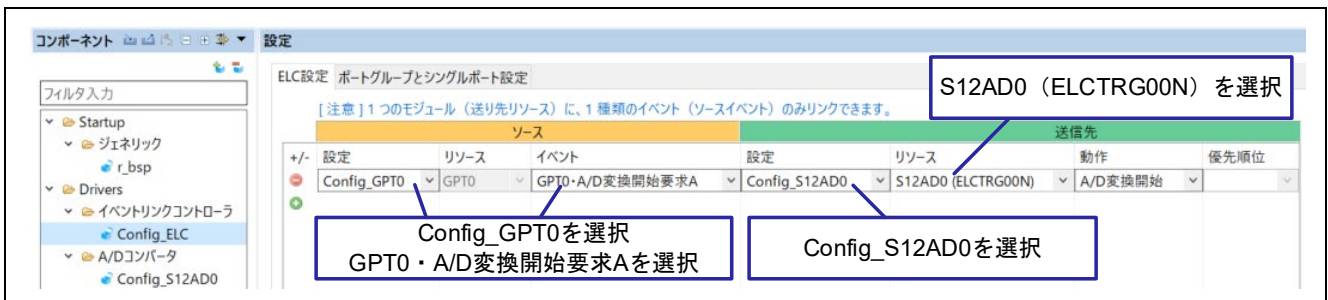 コンポーネント
設定
フィルタ入力
Startup
ジェネリック
r_bsp
Drivers
イベントリンクコントローラ
Config_ELC
A/Dコンバータ
Config_S12AD0
ELC設定 ポートグループとシングルポート設定
[ 注意 ] 1 つのモジュール（送り先リソース）に、1 種類のイベント（ソースイベント）のみリンクできます。
ソース 送信先
+/- 設定 リソース イベント 設定 リソース 動作 優先順位
Config_GPT0 GPT0 GPT0・A/D変換開始要求A Config_S12AD0 S12AD0 (ELCTRG00N) A/D変換開始
S12AD0（ELCTRG00N）を選択
Config_GPT0を選択
GPT0・A/D変換開始要求Aを選択
Config_S12AD0を選択